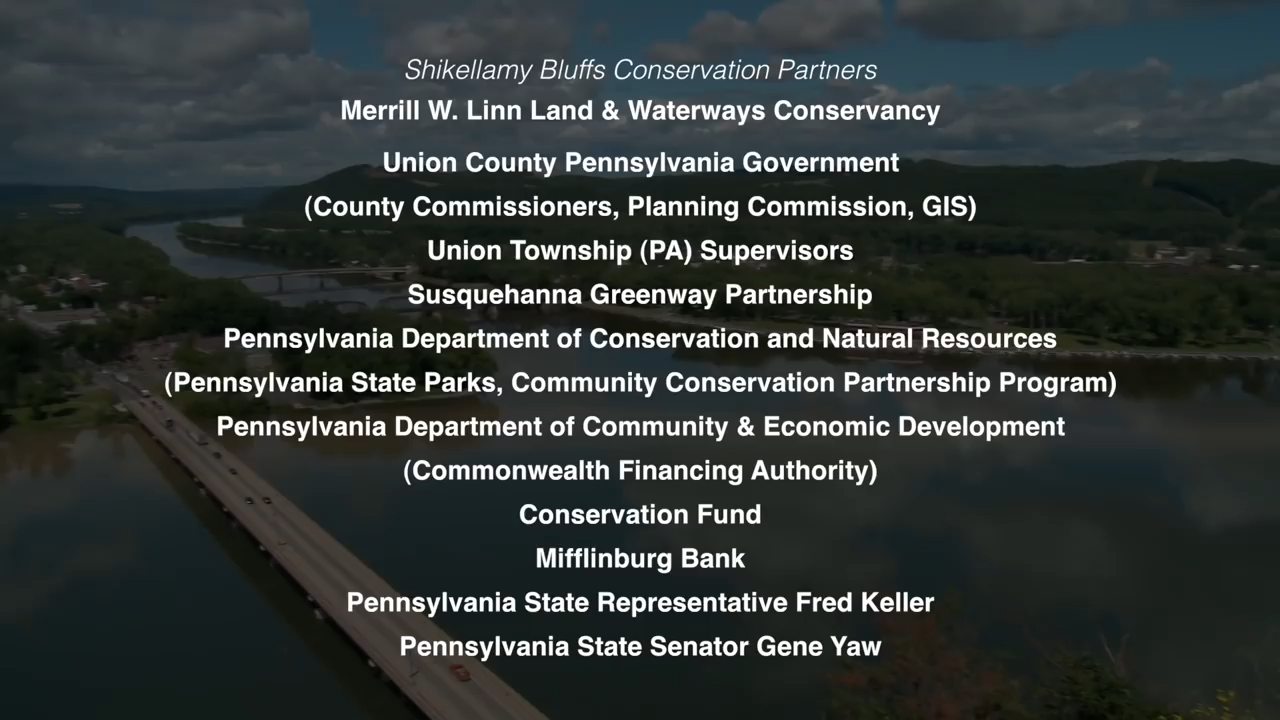 Shikellamy Bluffs Conservation Partners
Merrill W. Linn Land & Waterways Conservancy
Union County Pennsylvania Government
(County Commissioners, Planning Commission, GIS)
Union Township (PA) Supervisors
Susquehanna Greenway Partnership
Pennsylvania Department of Conservation and Natural Resources
(Pennsylvania State Parks, Community Conservation Partnership Program)
Pennsylvania Department of Community & Economic Development
(Commonwealth Financing Authority)
Conservation Fund
Mifflinburg Bank
Pennsylvania State Representative Fred Keller
Pennsylvania State Senator Gene Yaw